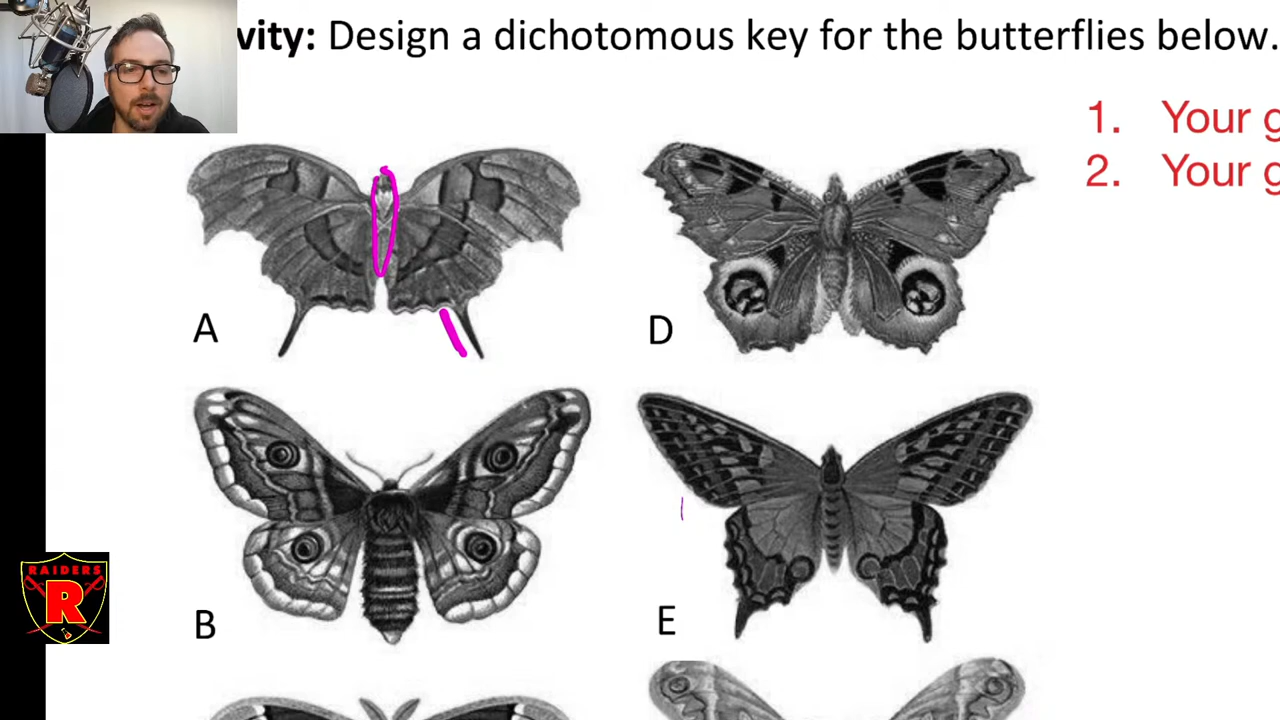 vity: Design a dichotomous key for the butterflies below.
1. Your g
2. Your g
A
D
B
E
RAIDERS
R